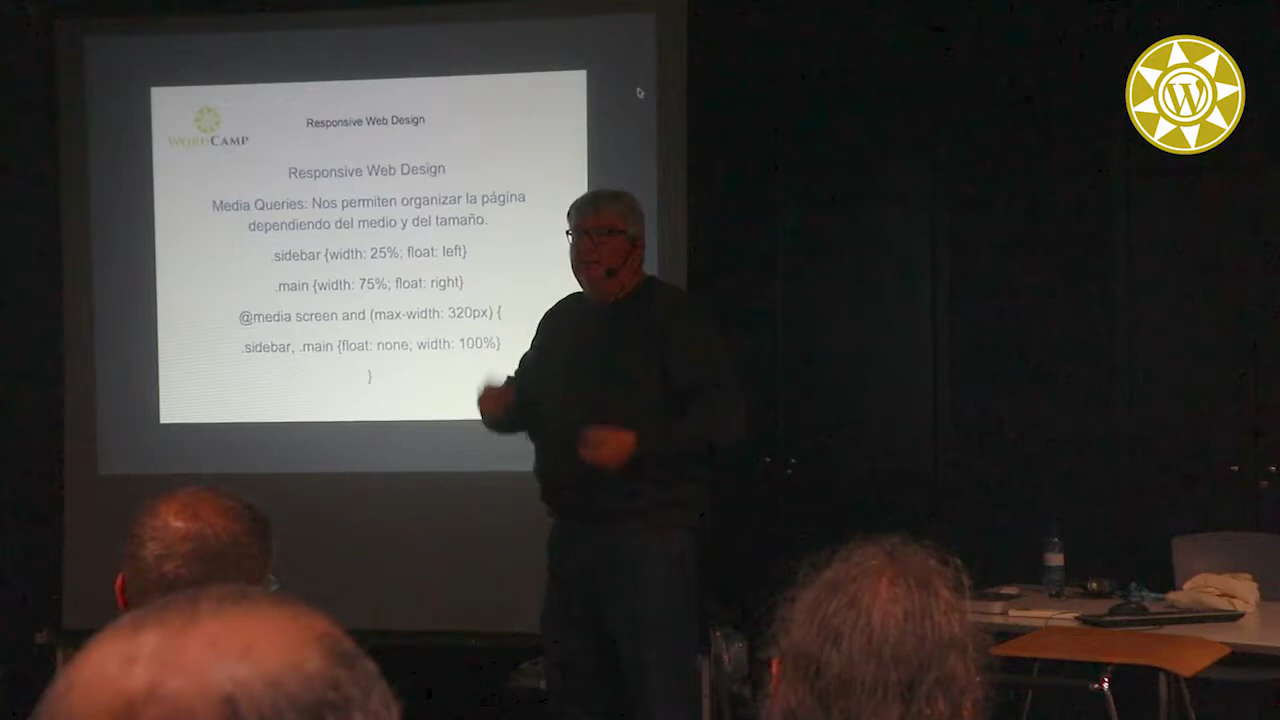 WORDCAMP
Responsive Web Design
Responsive Web Design
Media Queries: Nos permiten organizar la página
dependiendo del medio y del tamaño.
.sidebar {width: 25%; float: left}
.main {width: 75%; float: right}
@media screen and (max-width: 320px) {
.sidebar, .main {float: none; width: 100%}
}
W